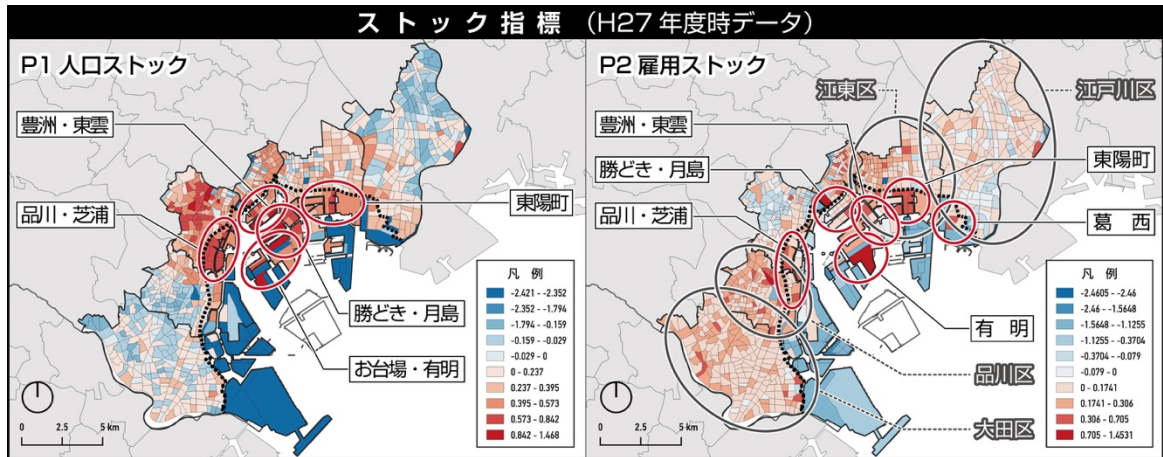 ストック指標（H27年度時データ）
P1 人口ストック
豊洲・東雲
品川・芝浦
東陽町
勝どき・月島
お台場・有明
凡例
-2.421 - -2.352
-2.352 - -1.794
-1.794 - -0.159
-0.159 - -0.029
-0.029 - 0
0 - 0.237
0.237 - 0.395
0.395 - 0.573
0.573 - 0.842
0.842 - 1.468
0 2.5 5 km
P2 雇用ストック
江東区
江戸川区
豊洲・東雲
勝どき・月島
東陽町
品川・芝浦
葛西
有明
品川区
大田区
凡例
-2.4605 - -2.46
-2.46 - -1.5648
-1.5648 - -1.1255
-1.1255 - -0.3704
-0.3704 - -0.079
-0.079 - 0
0 - 0.1741
0.1741 - 0.306
0.306 - 0.705
0.705 - 1.4531
0 2.5 5 km